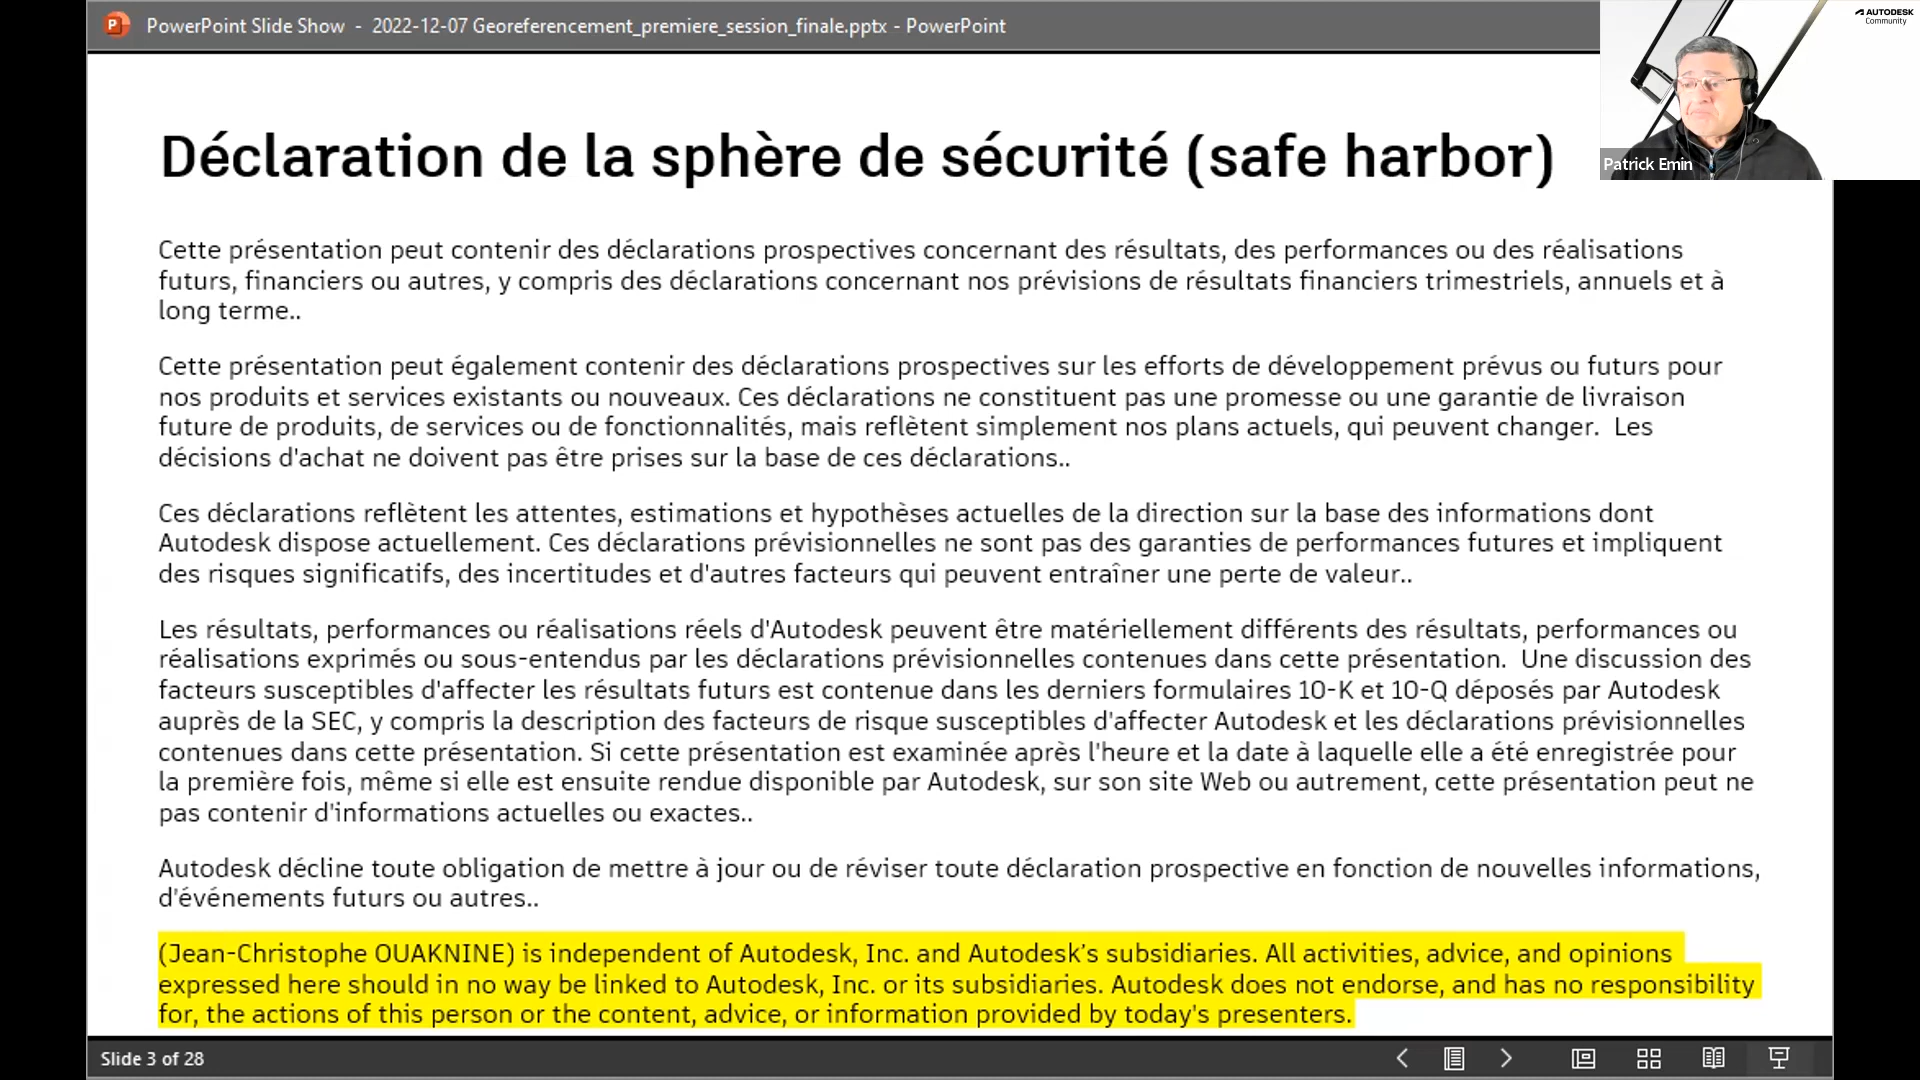 PowerPoint Slide Show - 2022-12-07 Georeferencement_premiere_session_finale.pptx - PowerPoint
AUTODESK
Community
Patrick Emin
Déclaration de la sphère de sécurité (safe harbor)
Cette présentation peut contenir des déclarations prospectives concernant des résultats, des performances ou des réalisations
futurs, financiers ou autres, y compris des déclarations concernant nos prévisions de résultats financiers trimestriels, annuels et à
long terme..
Cette présentation peut également contenir des déclarations prospectives sur les efforts de développement prévus ou futurs pour
nos produits et services existants ou nouveaux. Ces déclarations ne constituent pas une promesse ou une garantie de livraison
future de produits, de services ou de fonctionnalités, mais reflètent simplement nos plans actuels, qui peuvent changer.  Les
décisions d'achat ne doivent pas être prises sur la base de ces déclarations..
Ces déclarations reflètent les attentes, estimations et hypothèses actuelles de la direction sur la base des informations dont
Autodesk dispose actuellement. Ces déclarations prévisionnelles ne sont pas des garanties de performances futures et impliquent
des risques significatifs, des incertitudes et d'autres facteurs qui peuvent entraîner une perte de valeur..
Les résultats, performances ou réalisations réels d'Autodesk peuvent être matériellement différents des résultats, performances ou
réalisations exprimés ou sous-entendus par les déclarations prévisionnelles contenues dans cette présentation.  Une discussion des
facteurs susceptibles d'affecter les résultats futurs est contenue dans les derniers formulaires 10-K et 10-Q déposés par Autodesk
auprès de la SEC, y compris la description des facteurs de risque susceptibles d'affecter Autodesk et les déclarations prévisionnelles
contenues dans cette présentation. Si cette présentation est examinée après l'heure et la date à laquelle elle a été enregistrée pour
la première fois, même si elle est ensuite rendue disponible par Autodesk, sur son site Web ou autrement, cette présentation peut ne
pas contenir d'informations actuelles ou exactes..
Autodesk décline toute obligation de mettre à jour ou de réviser toute déclaration prospective en fonction de nouvelles informations,
d'événements futurs ou autres..
(Jean-Christophe OUAKNINE) is independent of Autodesk, Inc. and Autodesk's subsidiaries. All activities, advice, and opinions
expressed here should in no way be linked to Autodesk, Inc. or its subsidiaries. Autodesk does not endorse, and has no responsibility
for, the actions of this person or the content, advice, or information provided by today's presenters.
Slide 3 of 28